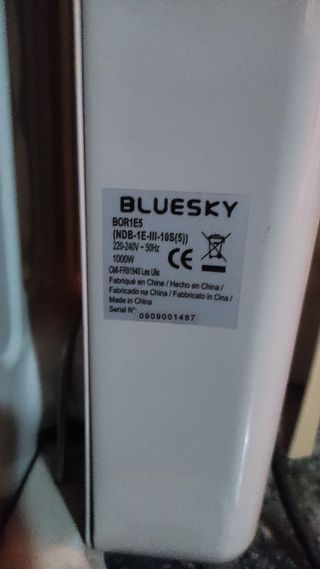 BLUESKY
BOR1E5
(NDB-1E-III-10S(5))
220-240V ~ 50Hz
1000W
CE
CMI-FR91940 Les Ulis
Fabriqué en Chine / Hecho en China /
Fabricado na China / Fabbricato in Cina /
Made in China
Serial N°:
0909001487